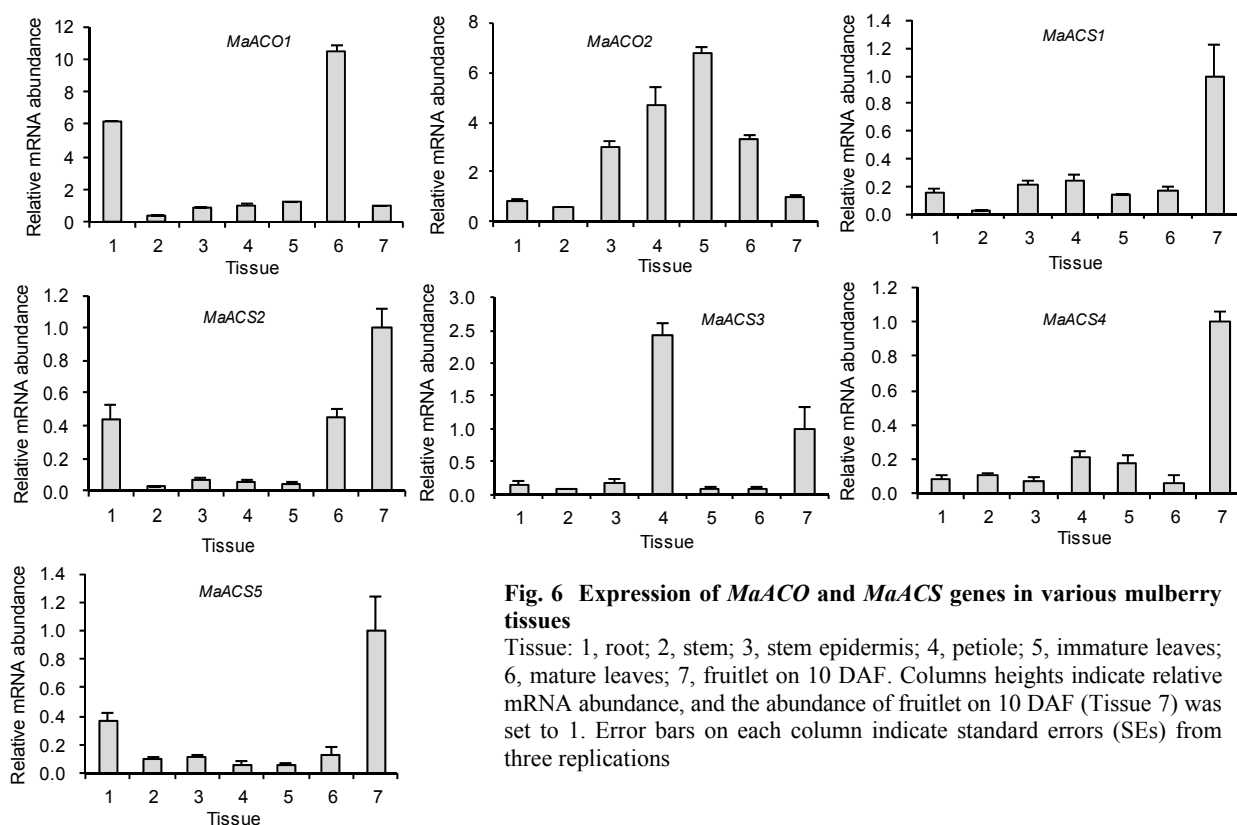 MaACO1
Relative mRNA abundance
12
10
8
6
4
2
0
1 2 3 4 5 6 7
Tissue
MaACO2
Relative mRNA abundance
8
6
4
2
0
1 2 3 4 5 6 7
Tissue
MaACS1
Relative mRNA abundance
1.4
1.2
1.0
0.8
0.6
0.4
0.2
0.0
1 2 3 4 5 6 7
Tissue
MaACS2
Relative mRNA abundance
1.2
1.0
0.8
0.6
0.4
0.2
0.0
1 2 3 4 5 6 7
Tissue
MaACS3
Relative mRNA abundance
3.0
2.5
2.0
1.5
1.0
0.5
0.0
1 2 3 4 5 6 7
Tissue
MaACS4
Relative mRNA abundance
1.4
1.2
1.0
0.8
0.6
0.4
0.2
0.0
1 2 3 4 5 6 7
Tissue
MaACS5
Relative mRNA abundance
1.4
1.2
1.0
0.8
0.6
0.4
0.2
0.0
1 2 3 4 5 6 7
Tissue
Fig. 6 Expression of MaACO and MaACS genes in various mulberry
tissues
Tissue: 1, root; 2, stem; 3, stem epidermis; 4, petiole; 5, immature leaves;
6, mature leaves; 7, fruitlet on 10 DAF. Columns heights indicate relative
mRNA abundance, and the abundance of fruitlet on 10 DAF (Tissue 7) was
set to 1. Error bars on each column indicate standard errors (SEs) from
three replications